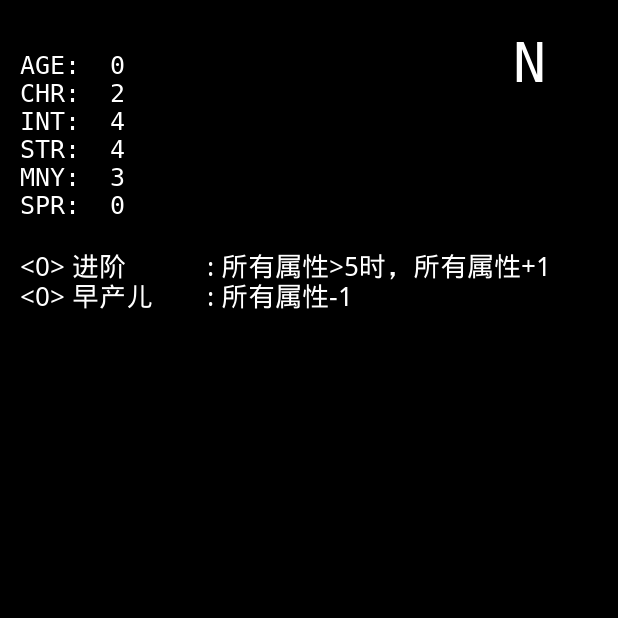 N
AGE: 0
CHR: 2
INT: 4
STR: 4
MNY: 3
SPR: 0
<0> 进阶 : 所有属性>5时，所有属性+1
<0> 早产儿 : 所有属性-1